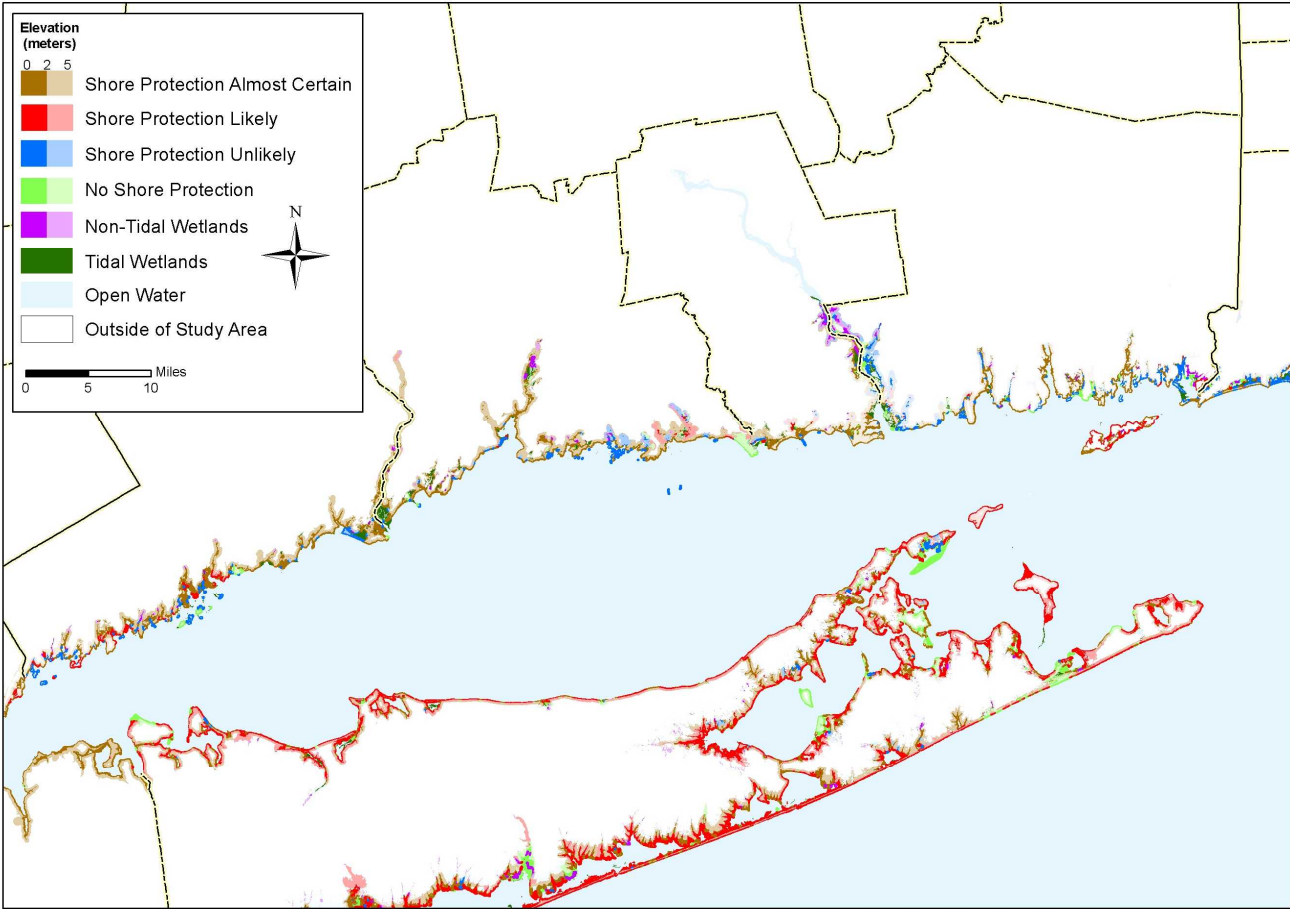 Elevation
(meters)
0 2 5
Shore Protection Almost Certain
Shore Protection Likely
Shore Protection Unlikely
No Shore Protection
Non-Tidal Wetlands
N
Tidal Wetlands
Open Water
Outside of Study Area
Miles
0 5 10